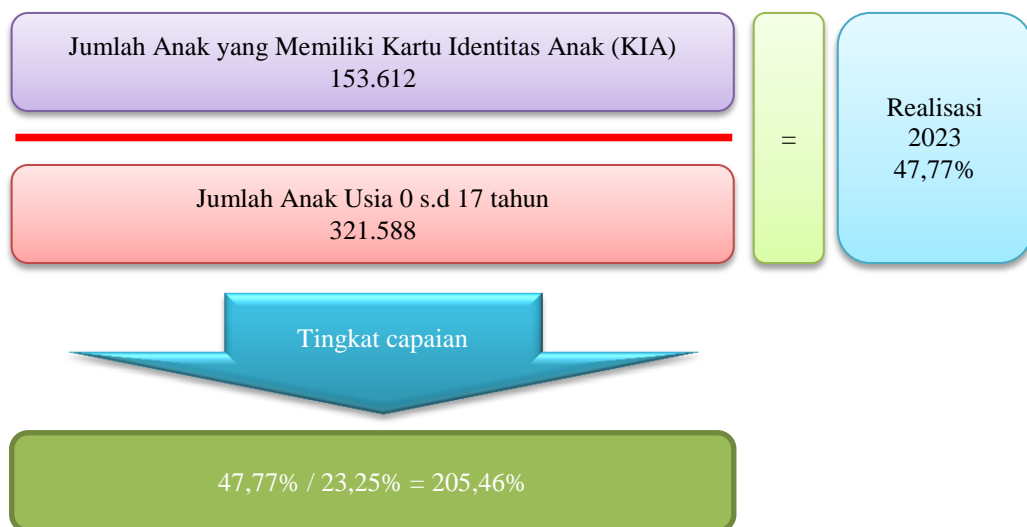 Jumlah Anak yang Memiliki Kartu Identitas Anak (KIA)
153.612
Jumlah Anak Usia 0 s.d 17 tahun
321.588
=
Realisasi
2023
47,77%
Tingkat capaian
47,77% / 23,25% = 205,46%